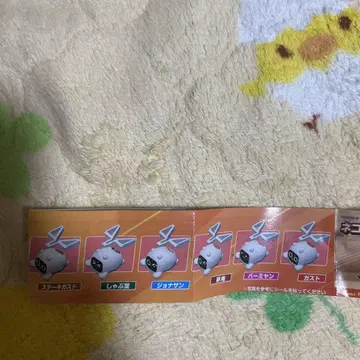 ステーキガスト
しゃぶ葉
ジョナサン
夢庵
バーミヤン
ガスト
ネコ